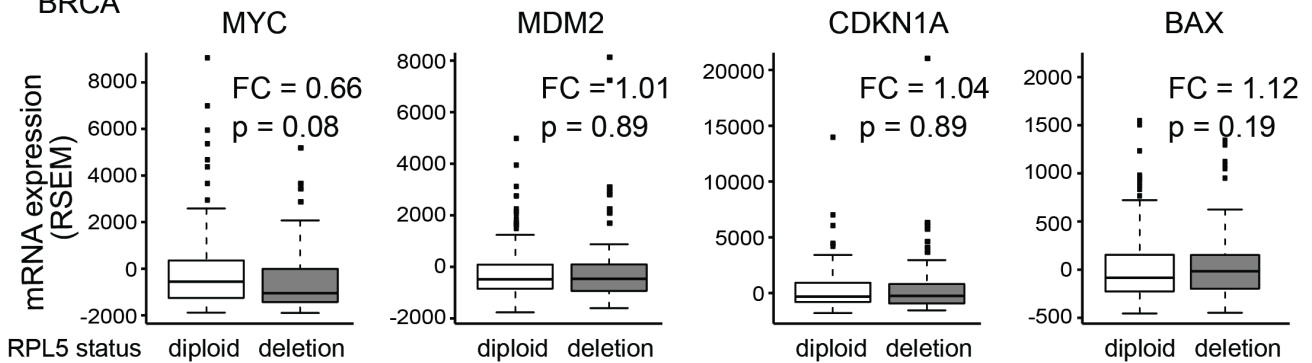 BRCA
MYC
MDM2
CDKN1A
BAX
mRNA expression
(RSEM)
8000
6000
4000
2000
0
-2000
FC = 0.66
p = 0.08
8000
6000
4000
2000
0
-2000
FC = 1.01
p = 0.89
20000
15000
10000
5000
0
FC = 1.04
p = 0.89
2000
1500
1000
500
0
-500
FC = 1.12
p = 0.19
RPL5 status diploid deletion diploid deletion diploid deletion diploid deletion